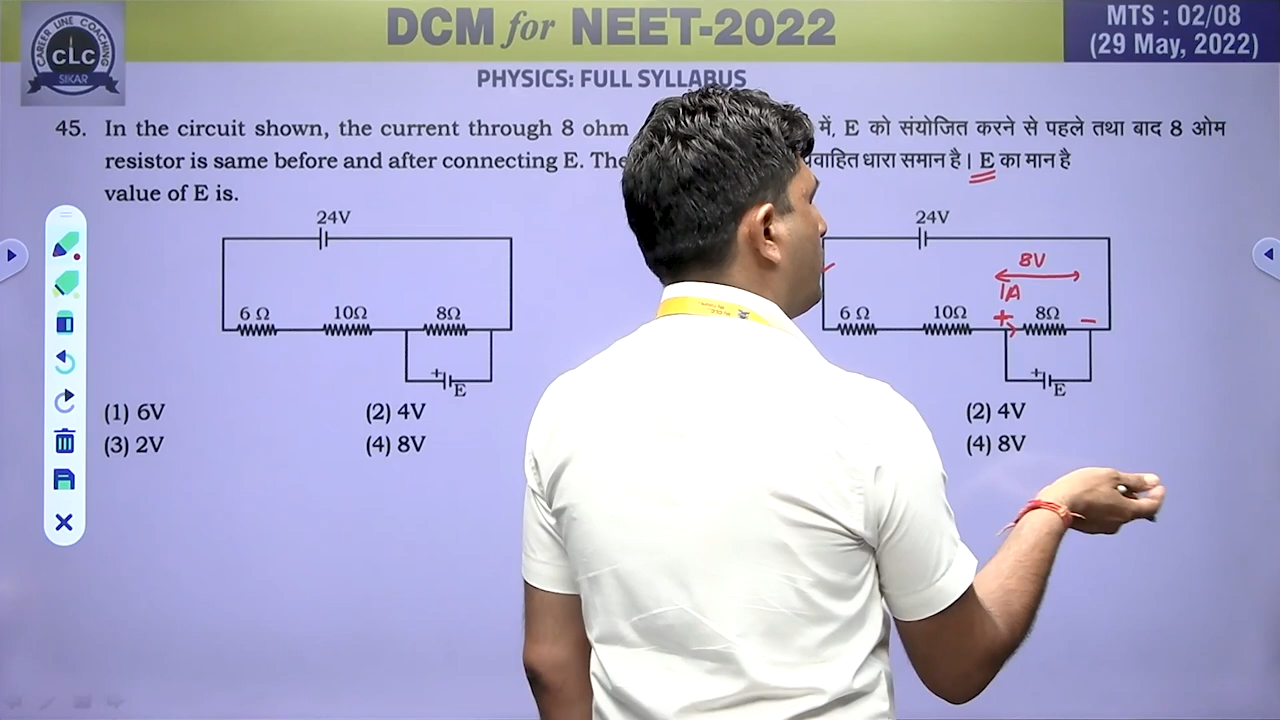 DCM for NEET-2022
MTS : 02/08
(29 May, 2022)
CAREER LINE COACHING
CLC
SIKAR
PHYSICS: FULL SYLLABUS
45. In the circuit shown, the current through 8 ohm
resistor is same before and after connecting E. The
value of E is.
24V
6 Ω 10Ω 8Ω
+ E
(1) 6V (2) 4V
(3) 2V (4) 8V
में, E को संयोजित करने से पहले तथा बाद 8 ओम
धारा समान है। E का मान है
24V
8V
1A
6 Ω 10Ω + 8Ω -
+ E
(2) 4V
(4) 8V